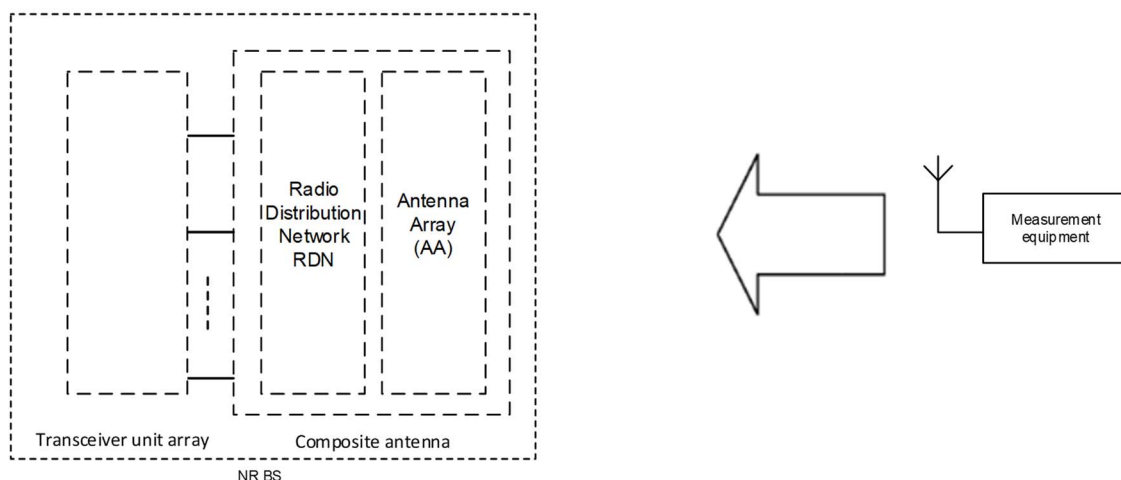 Radio
Distribution
Network
RDN
Antenna
Array
(AA)
Measurement
equipment
Transceiver unit array
Composite antenna
NR BS